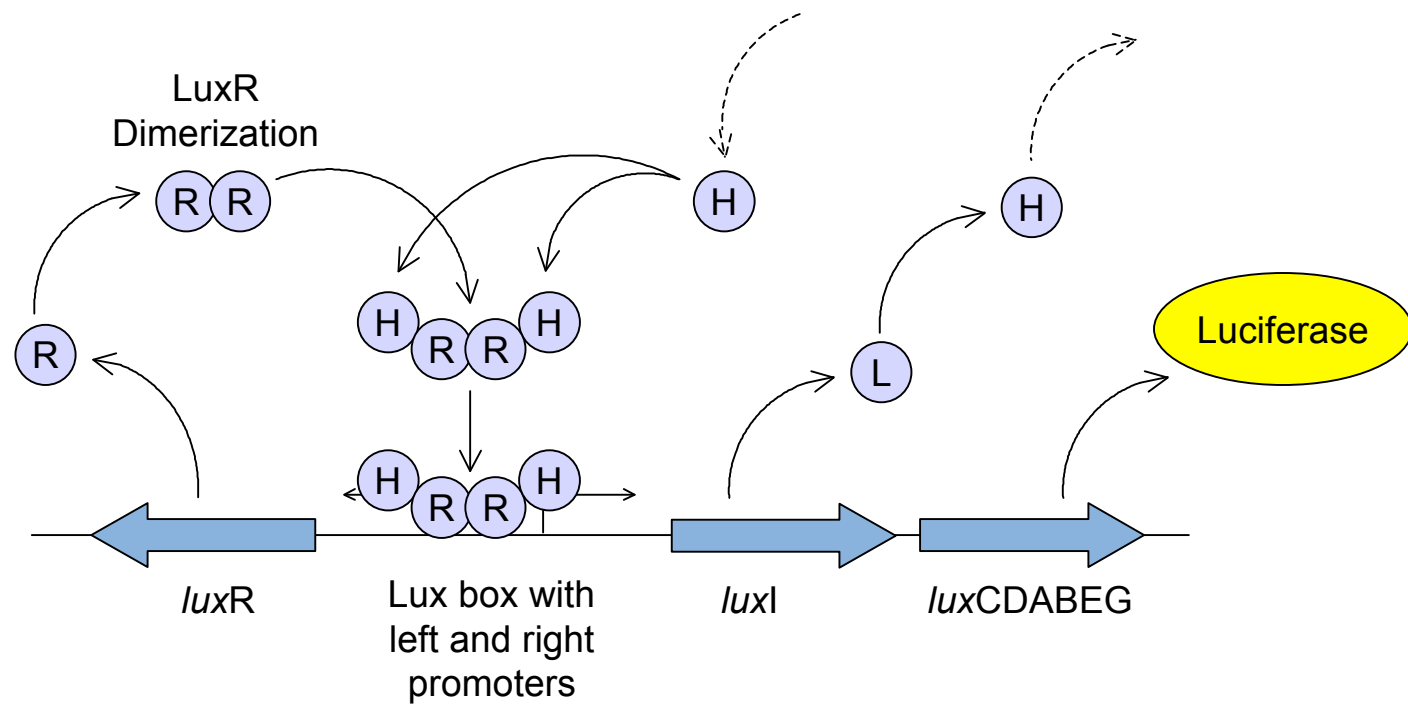 LuxR
Dimerization
R R
H
H
H
H
R R
R
L
Luciferase
H
H
R R
luxR
Lux box with
left and right
promoters
luxI
luxCDABEG